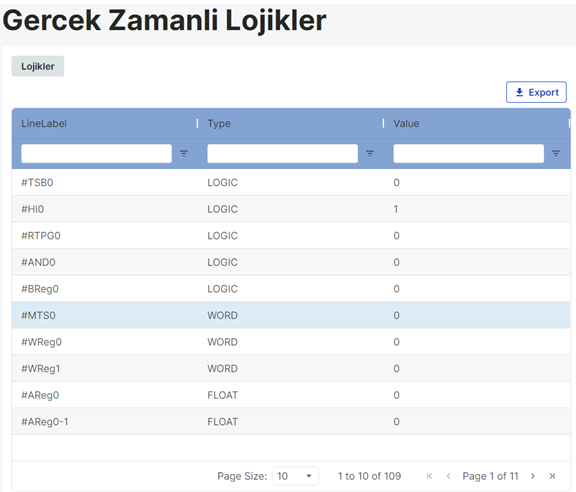 Gercek Zamanli Lojikler
Lojikler
Export
LineLabel Type Value
#TSB0 LOGIC 0
#HI0 LOGIC 1
#RTPG0 LOGIC 0
#AND0 LOGIC 0
#BReg0 LOGIC 0
#MTS0 WORD 0
#WReg0 WORD 0
#WReg1 WORD 0
#AReg0 FLOAT 0
#AReg0-1 FLOAT 0
Page Size: 10 1 to 10 of 109 Page 1 of 11